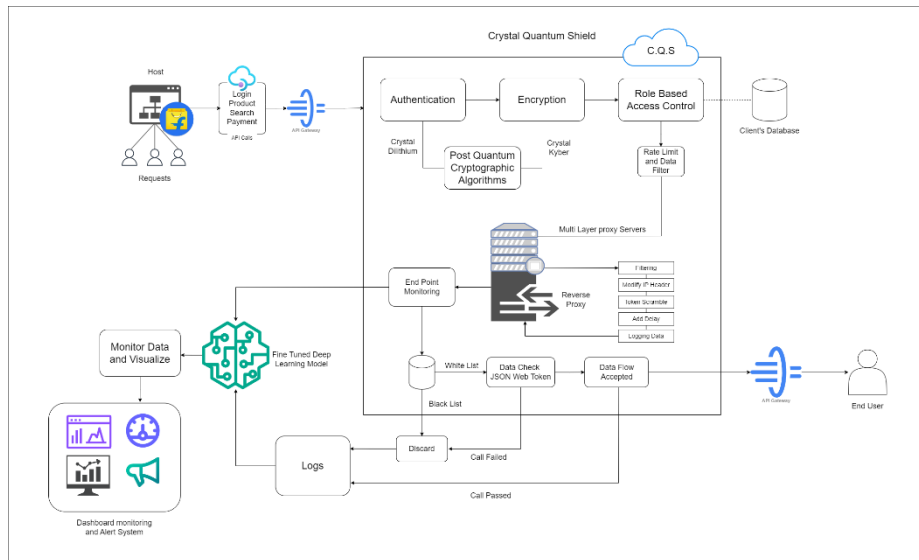 Crystal Quantum Shield
C.Q.S
Host
Login
Product
Search
Payment
API Calls
API Gateway
Requests
Authentication
Encryption
Role Based
Access Control
Client's Database
Crystal
Dilithium
Post Quantum
Cryptographic
Algorithms
Crystal
Kyber
Rate Limit
and Data
Filter
Multi Layer proxy Servers
Filtering
Modify IP Header
Token Scramble
Add Delay
Logging Data
Reverse
Proxy
End Point
Monitoring
Monitor Data
and Visualize
Fine Tuned Deep
Learning Model
White List
Data Check
JSON Web Token
Data Flow
Accepted
API Gateway
End User
Black List
Discard
Call Failed
Logs
Call Passed
Dashboard monitoring
and Alert System